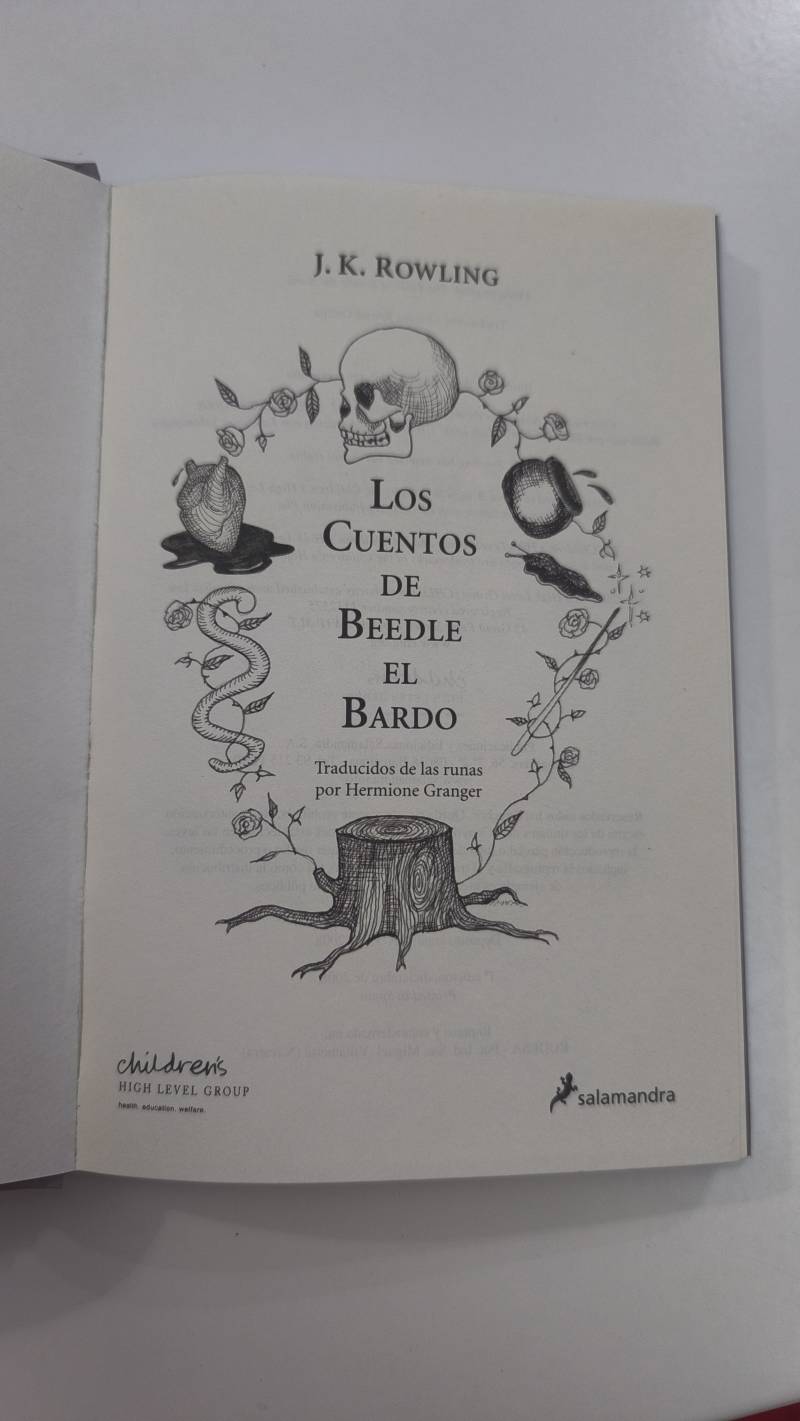 J. K. ROWLING
LOS
CUENTOS
DE
BEEDLE
EL
BARDO
Traducidos de las runas
por Hermione Granger
children's
HIGH LEVEL GROUP
health. education. welfare.
salamandra